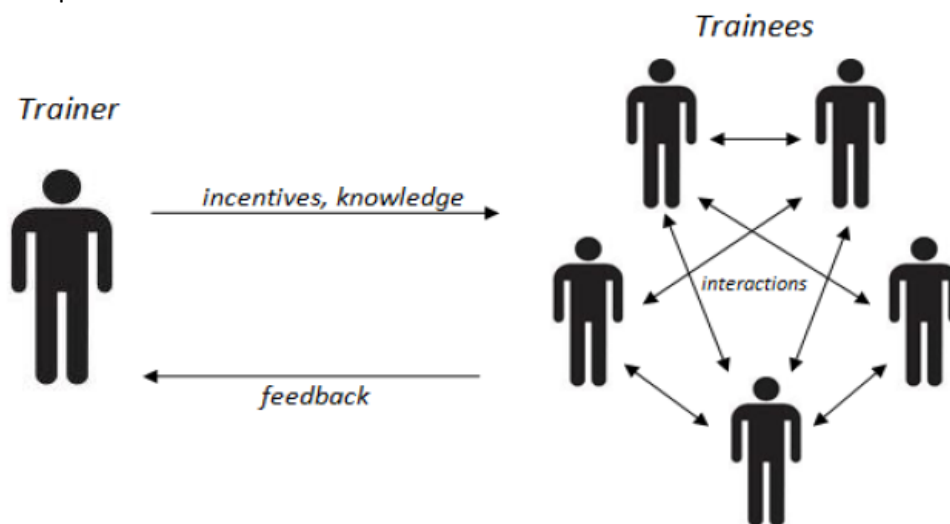 Trainees
Trainer
incentives, knowledge
interactions
feedback